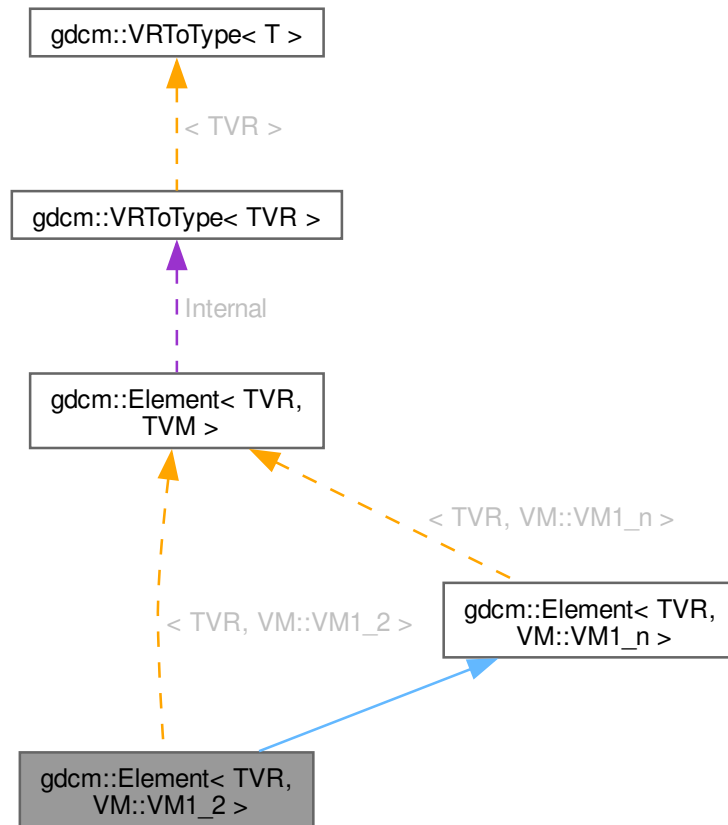 gdcm::VRToType< T >
< TVR >
gdcm::VRToType< TVR >
Internal
gdcm::Element< TVR,
TVM >
< TVR, VM::VM1_n >
< TVR, VM::VM1_2 >
gdcm::Element< TVR,
VM::VM1_n >
gdcm::Element< TVR,
VM::VM1_2 >